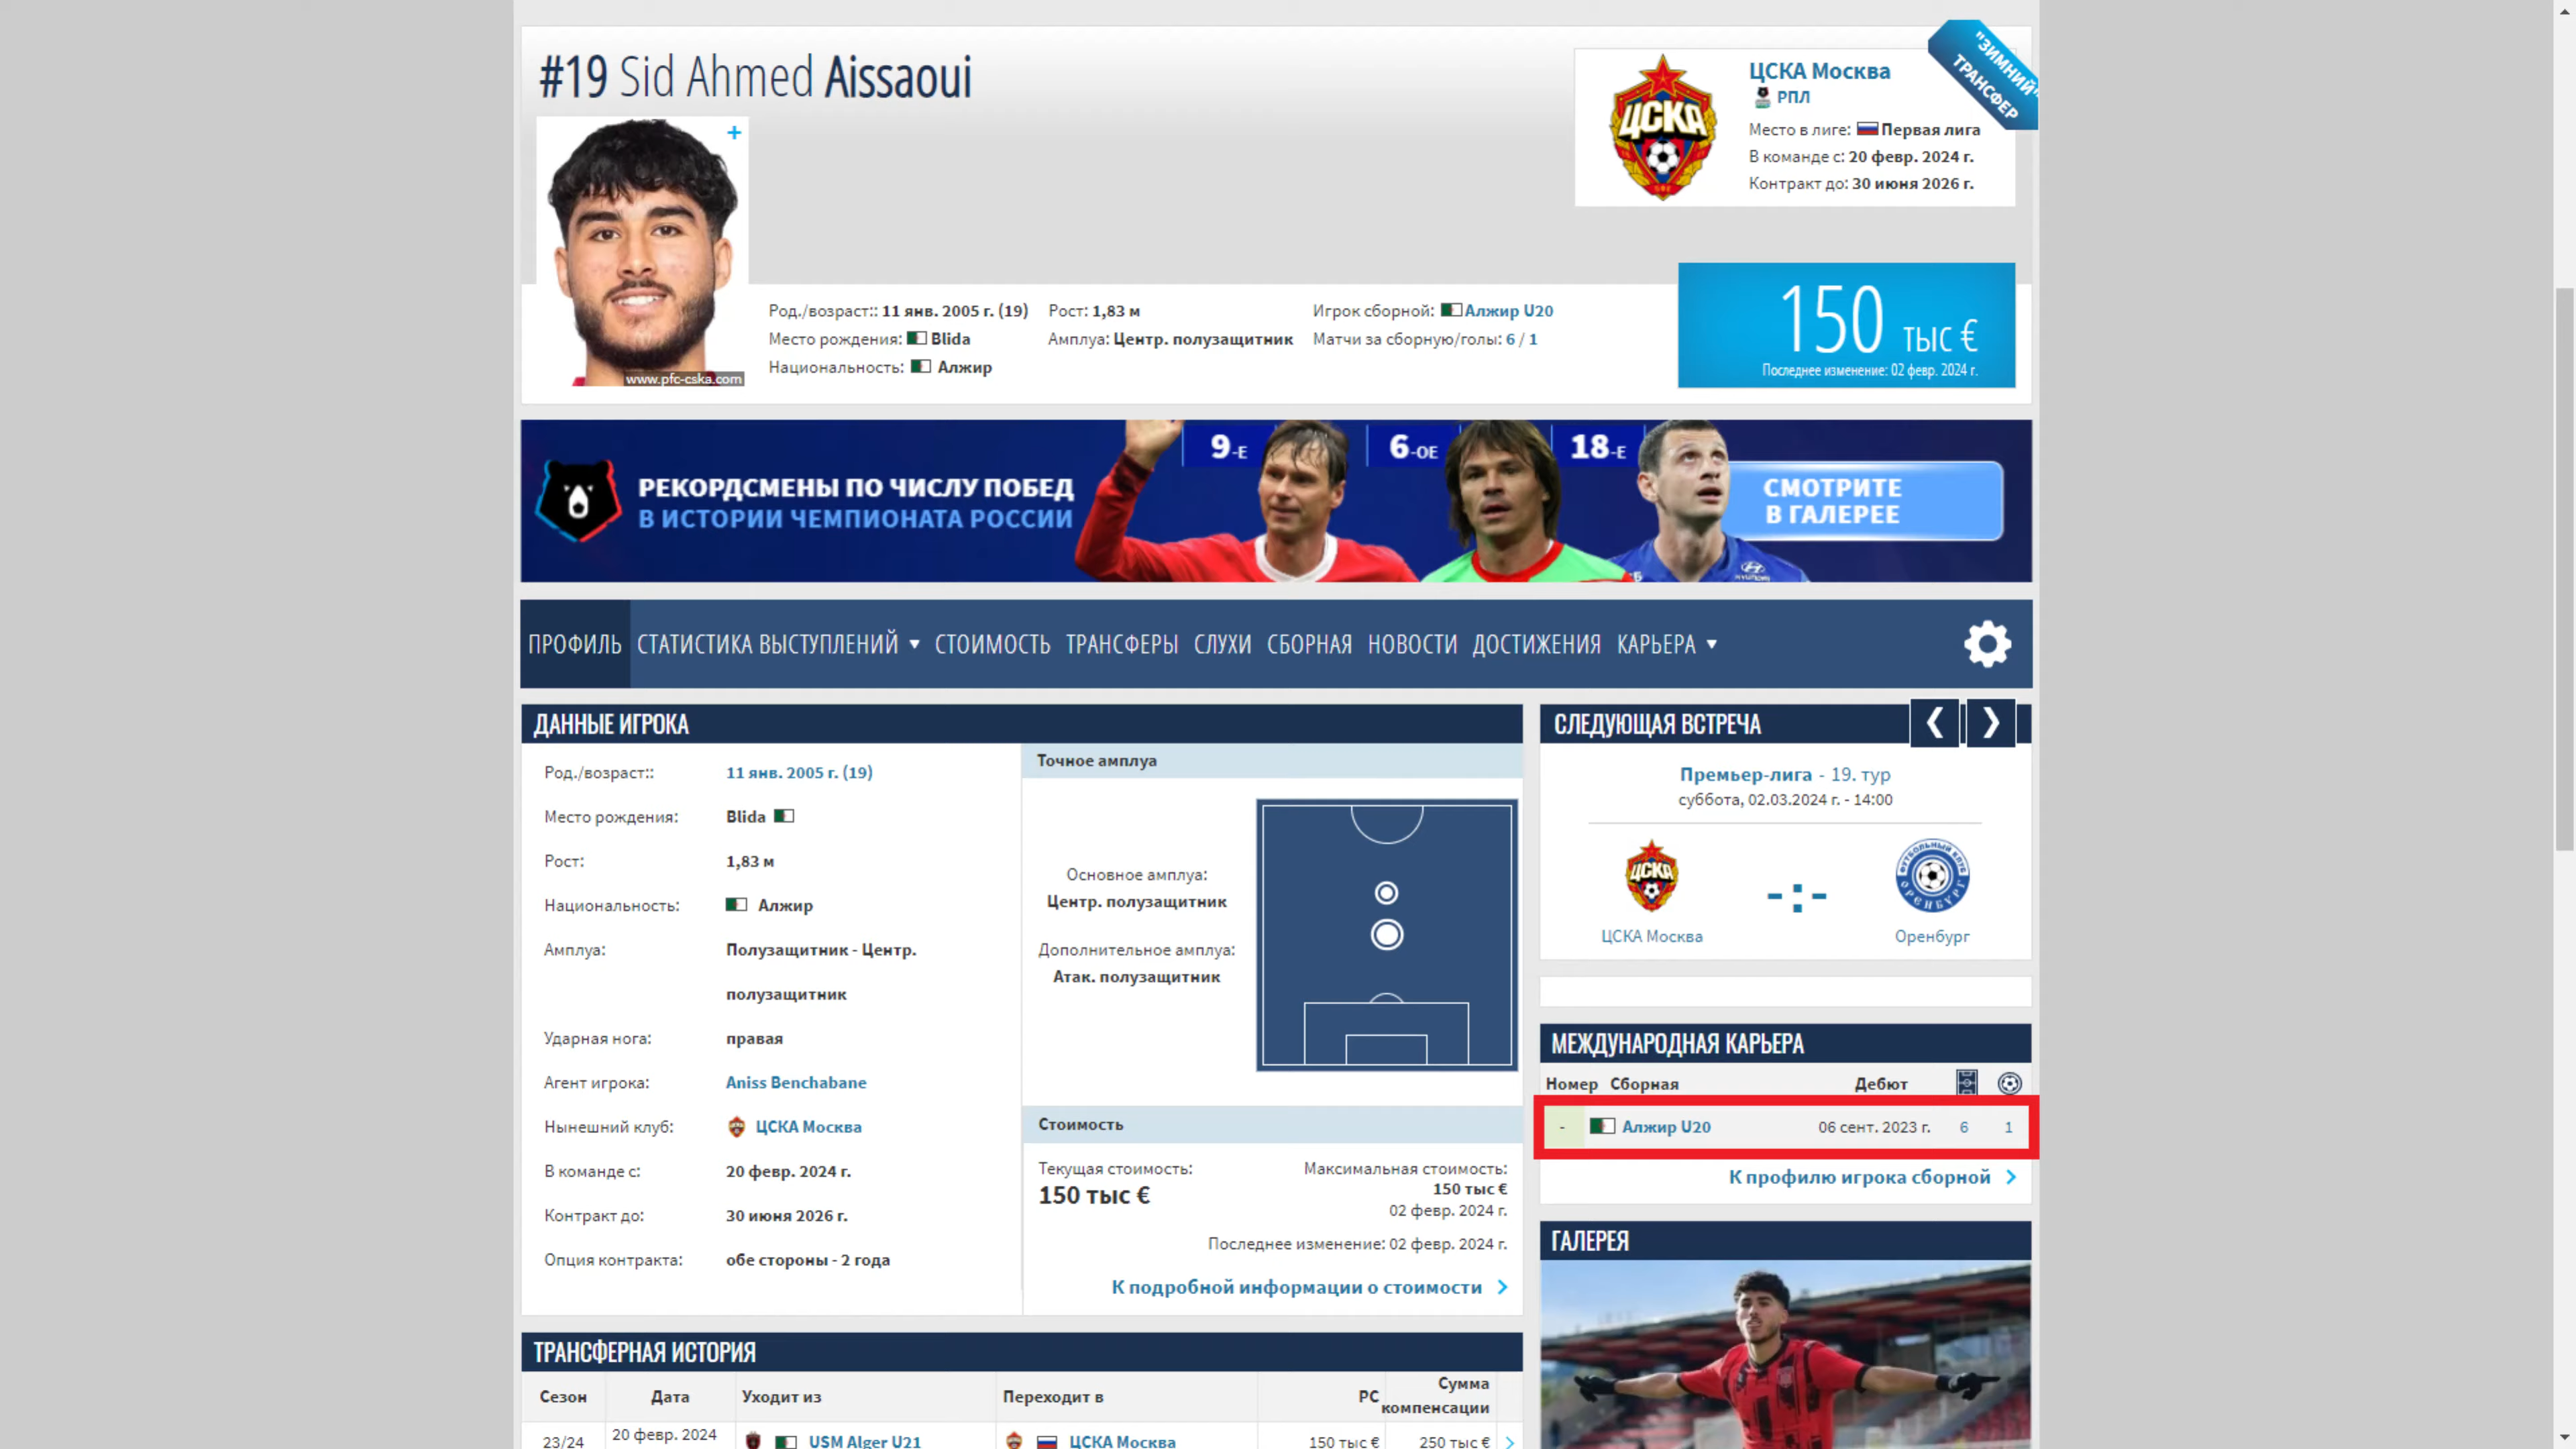 #19 Sid Ahmed Aissaoui
ЦСКА Москва
РПЛ
Место в лиге: Первая лига
В команде с: 20 февр. 2024 г.
Контракт до: 30 июня 2026 г.
"ЗИМНИЙ"
ТРАНСФЕР
ЦСКА
+
www.pfc-cska.com
Род./возраст:: 11 янв. 2005 г. (19)
Место рождения: Blida
Национальность: Алжир
Рост: 1,83 м
Амплуа: Центр. полузащитник
Игрок сборной: Алжир U20
Матчи за сборную/голы: 6 / 1
150 тыс €
Последнее изменение: 02 февр. 2024 г.
РЕКОРДСМЕНЫ ПО ЧИСЛУ ПОБЕД
В ИСТОРИИ ЧЕМПИОНАТА РОССИИ
9-Е
6-ОЕ
18-Е
HYUNDAI
СМОТРИТЕ
В ГАЛЕРЕЕ
ПРОФИЛЬ СТАТИСТИКА ВЫСТУПЛЕНИЙ СТОИМОСТЬ ТРАНСФЕРЫ СЛУХИ СБОРНАЯ НОВОСТИ ДОСТИЖЕНИЯ КАРЬЕРА
ДАННЫЕ ИГРОКА
Род./возраст:: 11 янв. 2005 г. (19)
Место рождения: Blida
Рост: 1,83 м
Национальность: Алжир
Амплуа: Полузащитник - Центр.
полузащитник
Ударная нога: правая
Агент игрока: Aniss Benchabane
Нынешний клуб: ЦСКА Москва
В команде с: 20 февр. 2024 г.
Контракт до: 30 июня 2026 г.
Опция контракта: обе стороны - 2 года
Точное амплуа
Основное амплуа:
Центр. полузащитник
Дополнительное амплуа:
Атак. полузащитник
Стоимость
Текущая стоимость:
150 тыс €
Максимальная стоимость:
150 тыс €
02 февр. 2024 г.
Последнее изменение: 02 февр. 2024 г.
К подробной информации о стоимости
СЛЕДУЮЩАЯ ВСТРЕЧА
Премьер-лига - 19. тур
суббота, 02.03.2024 г. - 14:00
ЦСКА
-:-
ФУТБОЛЬНЫЙ КЛУБ
ОРЕНБУРГ
ЦСКА Москва
Оренбург
МЕЖДУНАРОДНАЯ КАРЬЕРА
Номер Сборная Дебют
- Алжир U20 06 сент. 2023 г. 6 1
К профилю игрока сборной
ГАЛЕРЕЯ
ТРАНСФЕРНАЯ ИСТОРИЯ
Сезон Дата Уходит из Переходит в РС Сумма
компенсации
23/24 20 февр. 2024 USM Alger U21 ЦСКА Москва 150 тыс € 250 тыс €